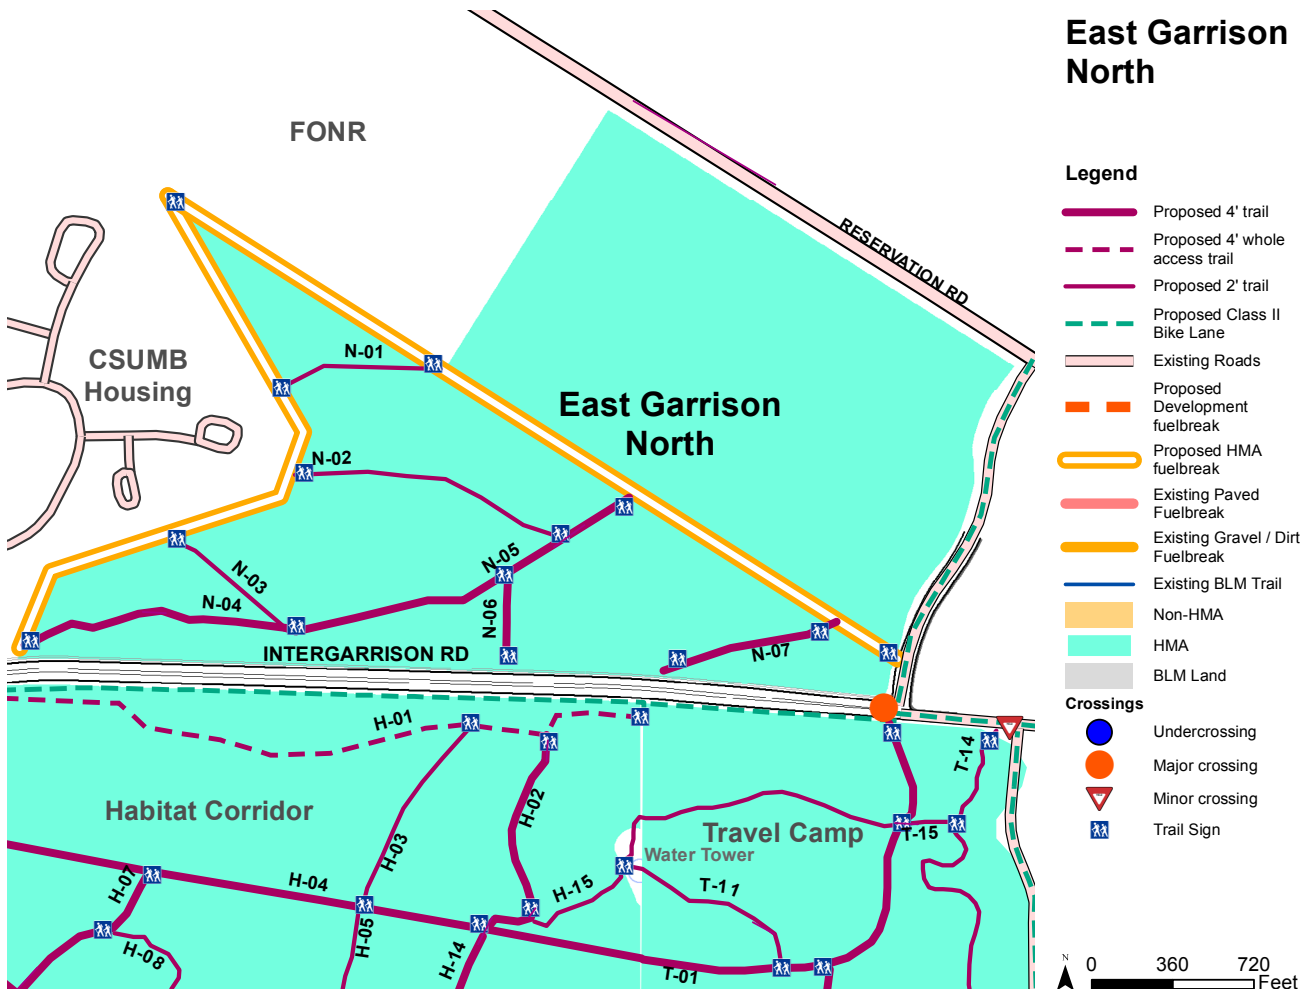 East Garrison
North
Legend
Proposed 4' trail
Proposed 4' whole
access trail
Proposed 2' trail
Proposed Class II
Bike Lane
Existing Roads
Proposed
Development
fuelbreak
Proposed HMA
fuelbreak
Existing Paved
Fuelbreak
Existing Gravel / Dirt
Fuelbreak
Existing BLM Trail
Non-HMA
HMA
BLM Land
Crossings
Undercrossing
Major crossing
Minor crossing
Trail Sign
N
0 360 720
Feet
FONR
RESERVATION RD
CSUMB
Housing
N-01
East Garrison
North
N-02
N-05
N-03
N-04
N-06
N-07
INTERGARRISON RD
H-01
T-14
H-02
Habitat Corridor
Travel Camp
T-15
H-03
Water Tower
H-07
H-04
H-15
T-11
H-05
H-08
H-14
T-01